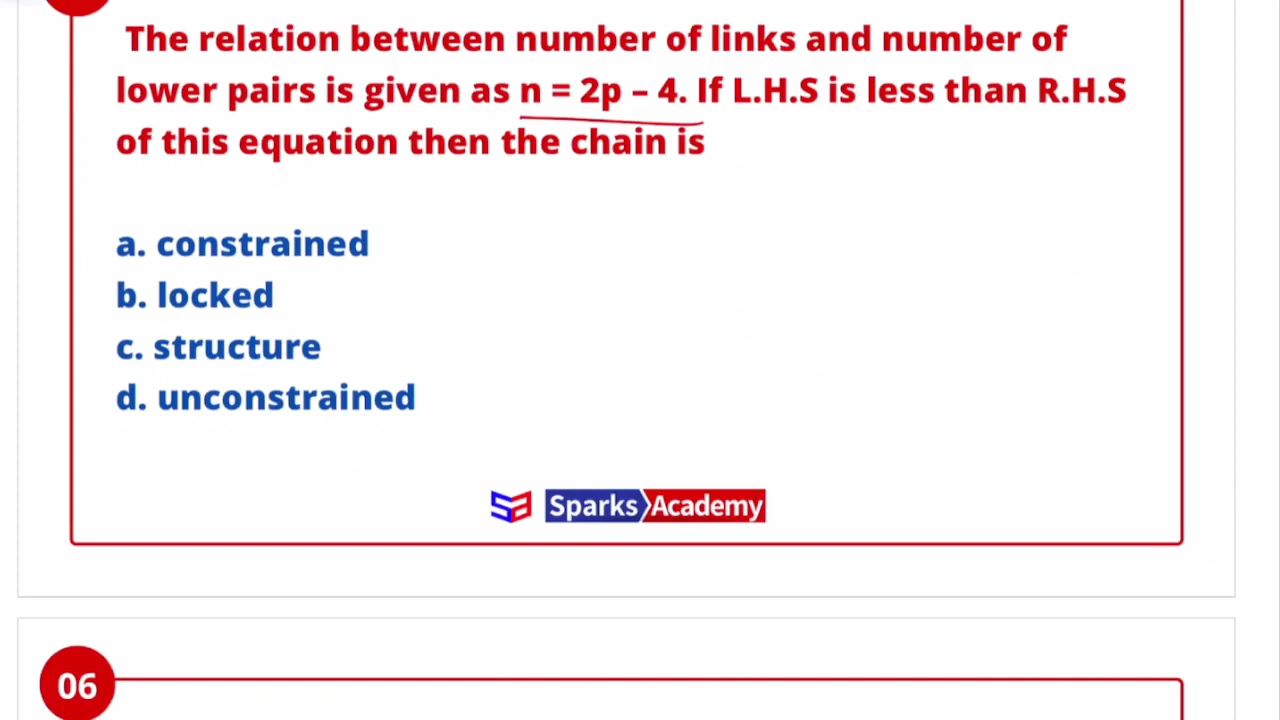 The relation between number of links and number of
lower pairs is given as n = 2p – 4. If L.H.S is less than R.H.S
of this equation then the chain is
a. constrained
b. locked
c. structure
d. unconstrained
Sparks Academy
06